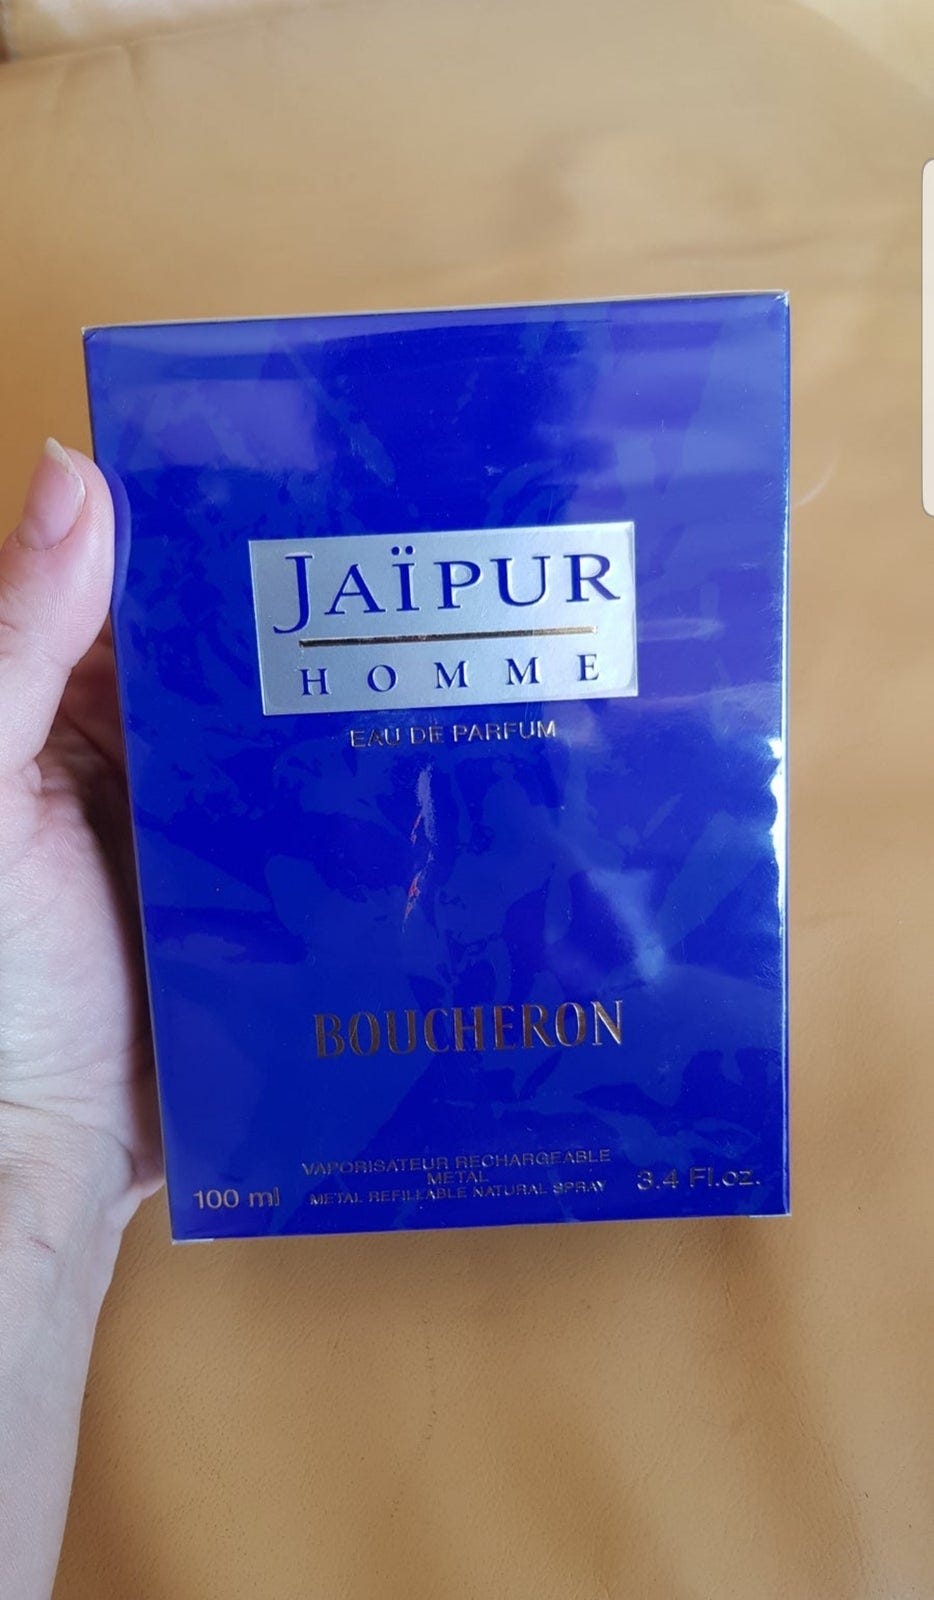 JAÏPUR
HOMME
EAU DE PARFUM
BOUCHERON
VAPORISATEUR RECHARGEABLE
METAL
METAL REFILLABLE NATURAL SPRAY
100 ml
3.4 Fl.oz.